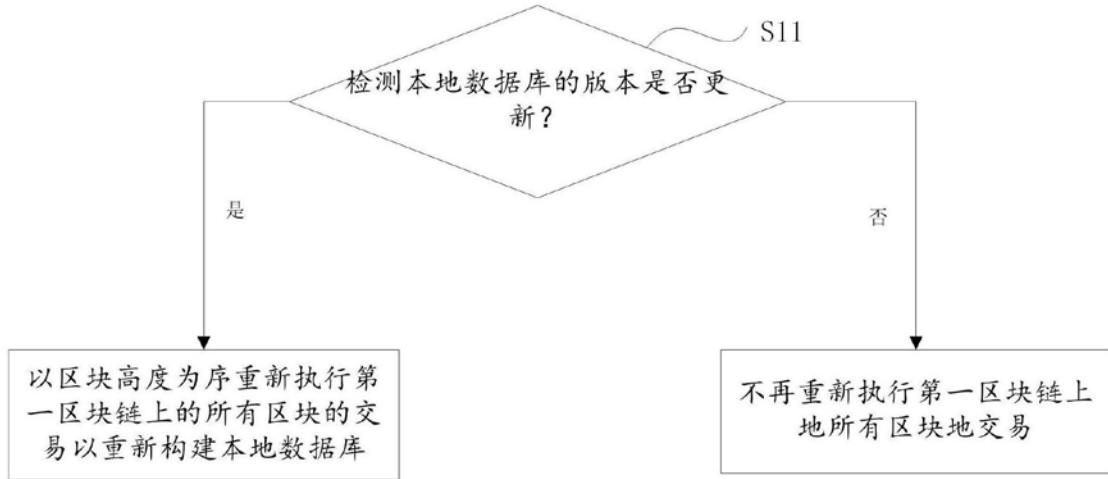 S11
检测本地数据库的版本是否更
新?
是
否
以区块高度为序重新执行第
一区块链上的所有区块的交
易以重新构建本地数据库
不再重新执行第一区块链上
地所有区块地交易